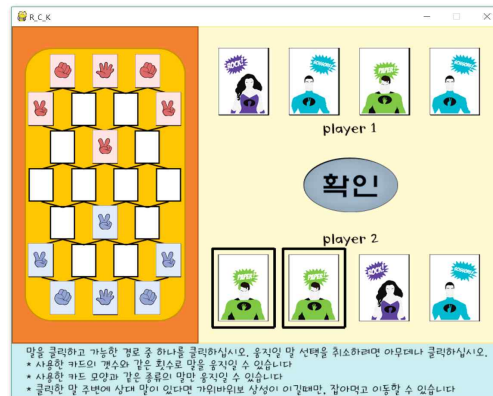 R_C_K
ROCK!
SCISSORS!
PAPER!
SCISSORS!
player 1
확인
player 2
PAPER!
PAPER!
ROCK!
SCISSORS!
말을 클릭하고 가능한 경로 중 하나를 클릭하십시오. 움직일 말 선택을 취소하려면 아무데나 클릭하십시오.
* 사용한 카드의 갯수와 같은 횟수로 말을 움직일 수 있습니다
* 사용한 카드 모양과 같은 종류의 말만 움직일 수 있습니다
* 클릭한 말 주변에 상대 말이 있다면 가위바위보 상성이 이길때만, 잡아먹고 이동할 수 있습니다